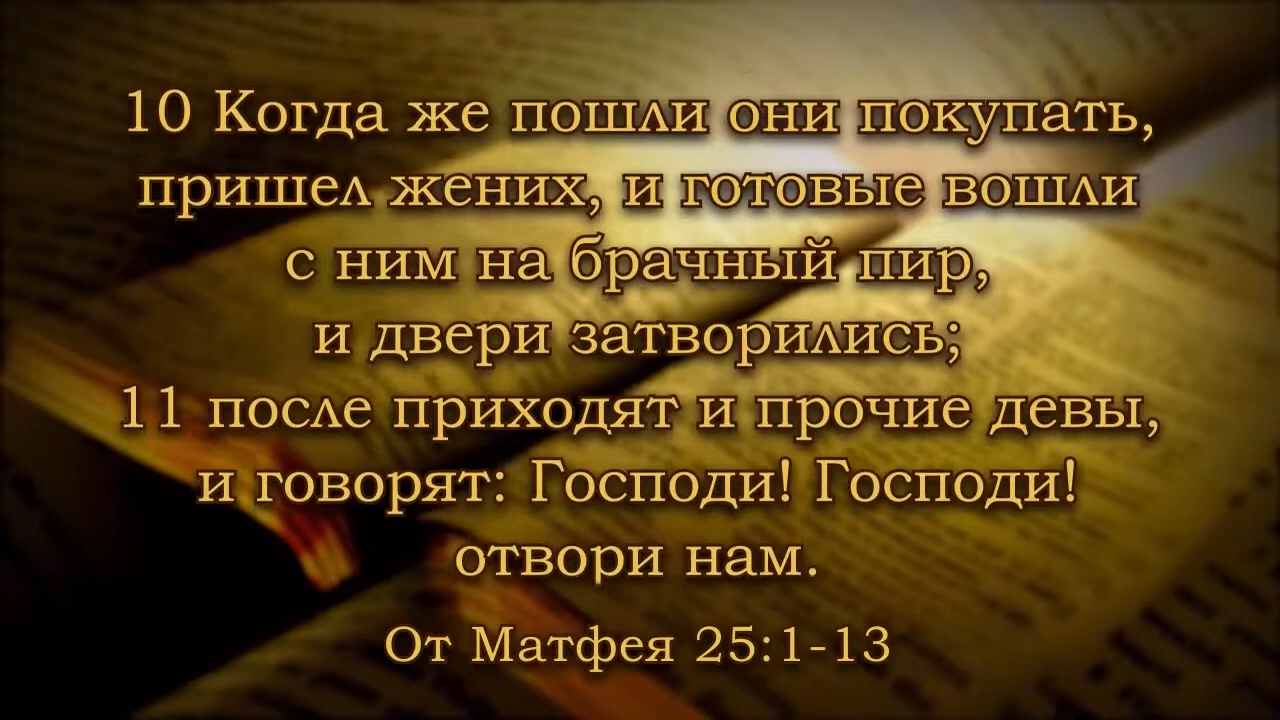 10 Когда же пошли они покупать,
пришел жених, и готовые вошли
с ним на брачный пир,
и двери затворились;
11 после приходят и прочие девы,
и говорят: Господи! Господи!
отвори нам.
От Матфея 25:1-13